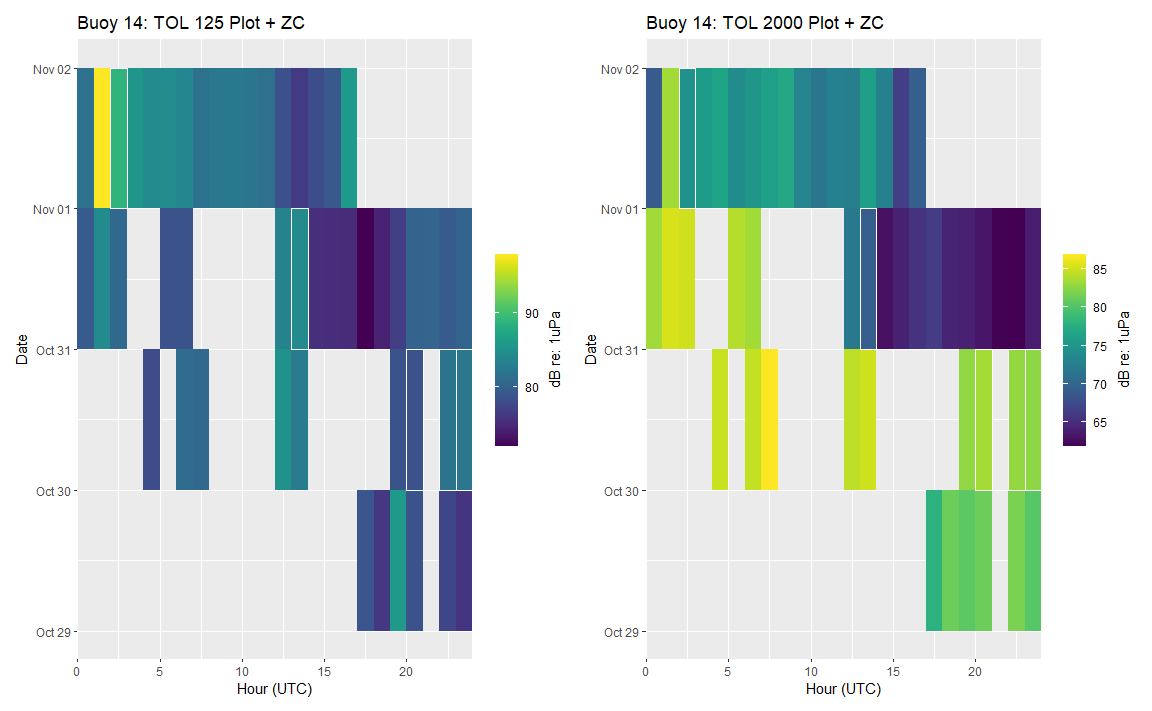 Buoy 14: TOL 125 Plot + ZC
Nov 02
Nov 01
Oct 31
Oct 30
Oct 29
Date
0 5 10 15 20
Hour (UTC)
90
80
dB re: 1uPa
Buoy 14: TOL 2000 Plot + ZC
Nov 02
Nov 01
Oct 31
Oct 30
Oct 29
Date
0 5 10 15 20
Hour (UTC)
85
80
75
70
65
dB re: 1uPa